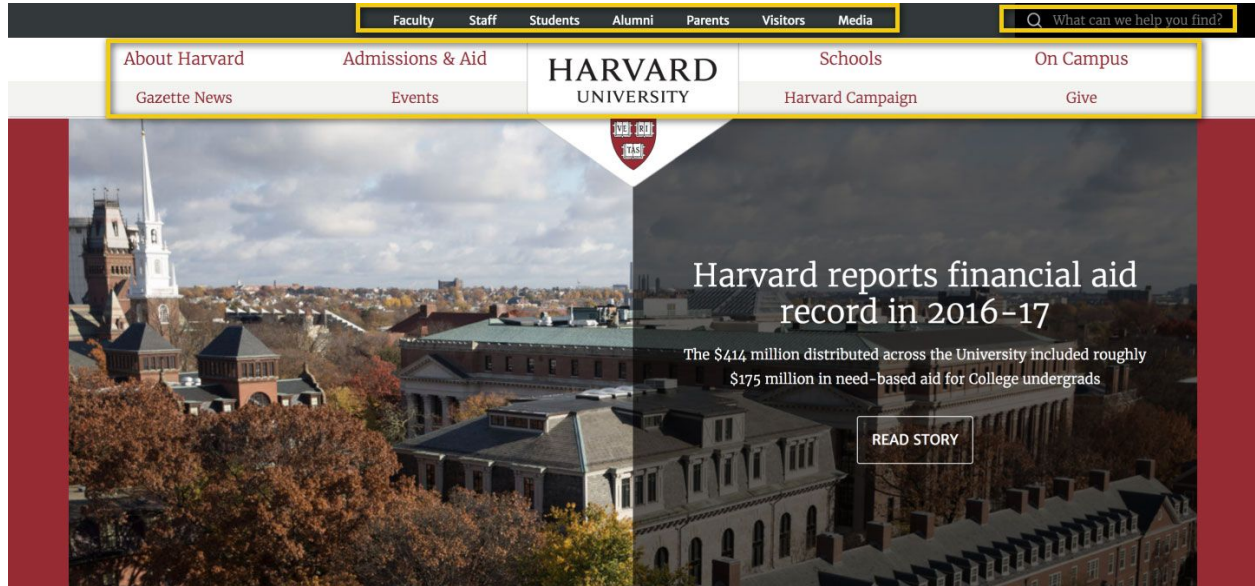 Faculty Staff Students Alumni Parents Visitors Media
What can we help you find?
About Harvard Admissions & Aid Schools On Campus
HARVARD
UNIVERSITY
Gazette News Events Harvard Campaign Give
VE RI
TAS
Harvard reports financial aid
record in 2016-17
The $414 million distributed across the University included roughly
$175 million in need-based aid for College undergrads
READ STORY